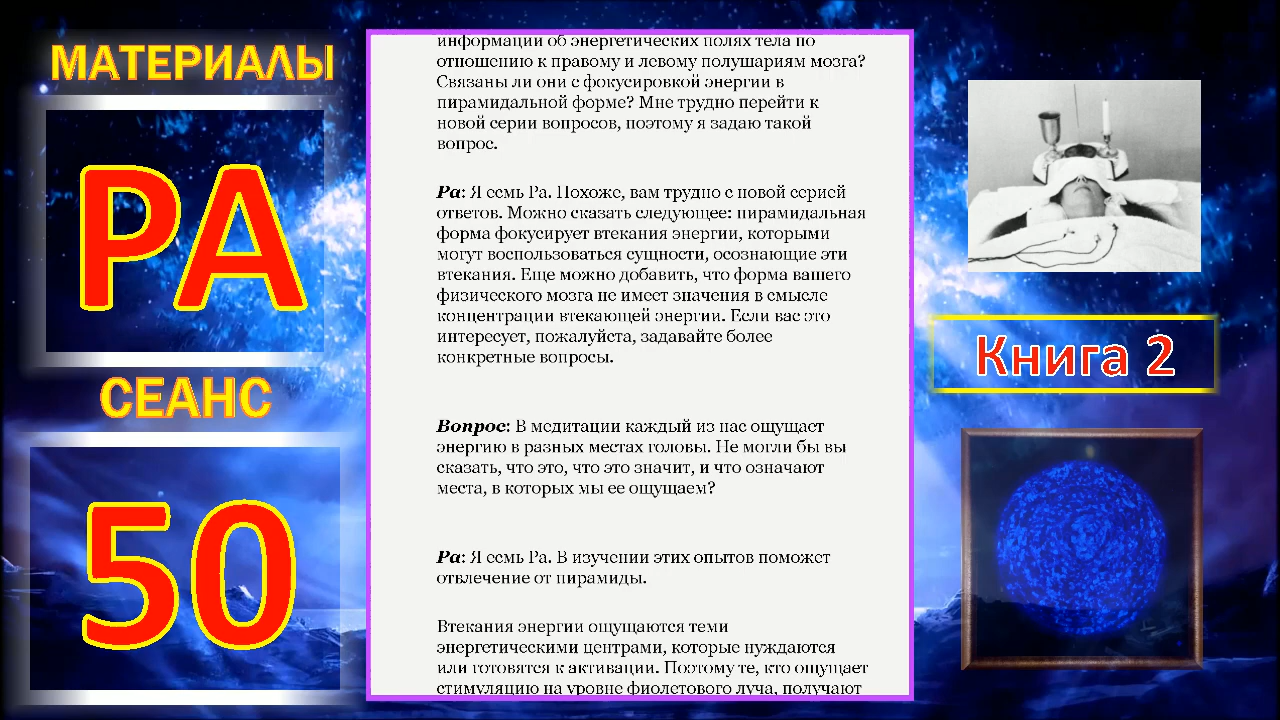 МАТЕРИАЛЫ
РА
СЕАНС
50
информации об энергетических полях тела по
отношению к правому и левому полушариям мозга?
Связаны ли они с фокусировкой энергии в
пирамидальной форме? Мне трудно перейти к
новой серии вопросов, поэтому я задаю такой
вопрос.
Ра: Я есмь Ра. Похоже, вам трудно с новой серией
ответов. Можно сказать следующее: пирамидальная
форма фокусирует втекания энергии, которыми
могут воспользоваться сущности, осознающие эти
втекания. Еще можно добавить, что форма вашего
физического мозга не имеет значения в смысле
концентрации втекающей энергии. Если вас это
интересует, пожалуйста, задавайте более
конкретные вопросы.
Вопрос: В медитации каждый из нас ощущает
энергию в разных местах головы. Не могли бы вы
сказать, что это, что это значит, и что означают
места, в которых мы ее ощущаем?
Ра: Я есмь Ра. В изучении этих опытов поможет
отвлечение от пирамиды.
Втекания энергии ощущаются теми
энергетическими центрами, которые нуждаются
или готовятся к активации. Поэтому те, кто ощущает
стимуляцию на уровне фиолетового луча, получают
Книга 2